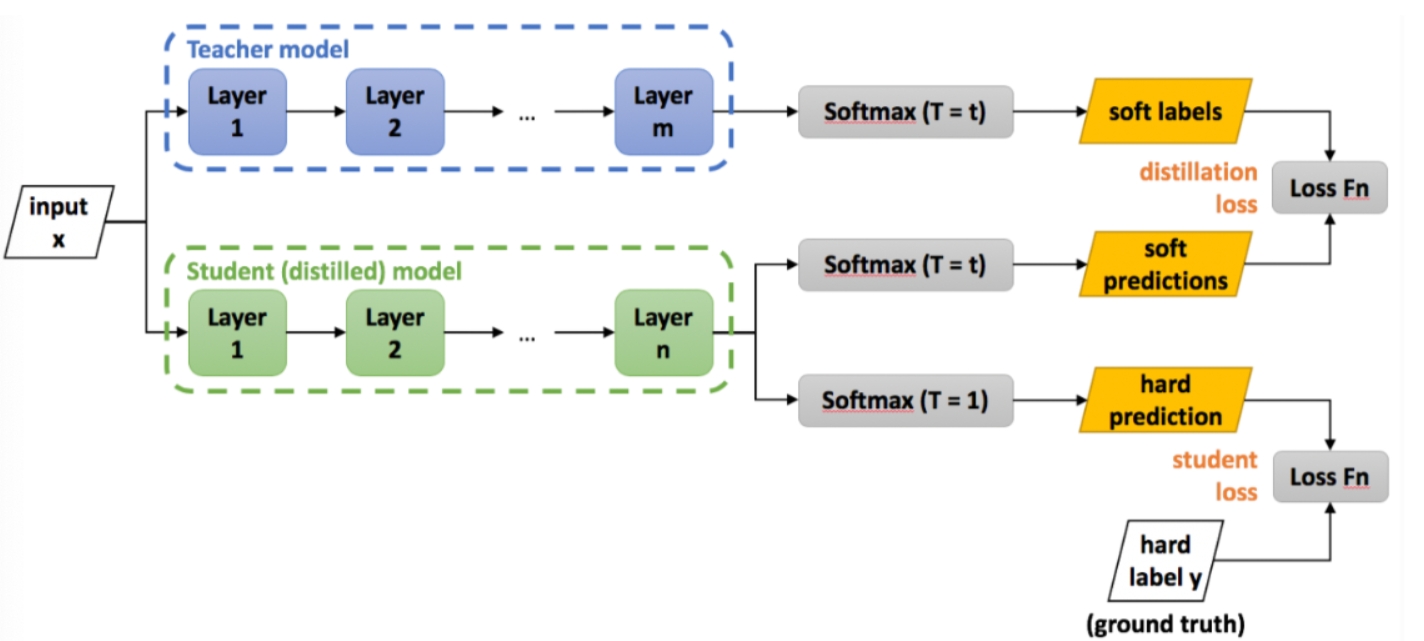 Teacher model
Layer
1
Layer
2
...
Layer
m
Softmax (T = t)
soft labels
distillation
loss
Loss Fn
input
x
Student (distilled) model
Layer
1
Layer
2
...
Layer
n
Softmax (T = t)
soft
predictions
Softmax (T = 1)
hard
prediction
student
loss
Loss Fn
hard
label y
(ground truth)